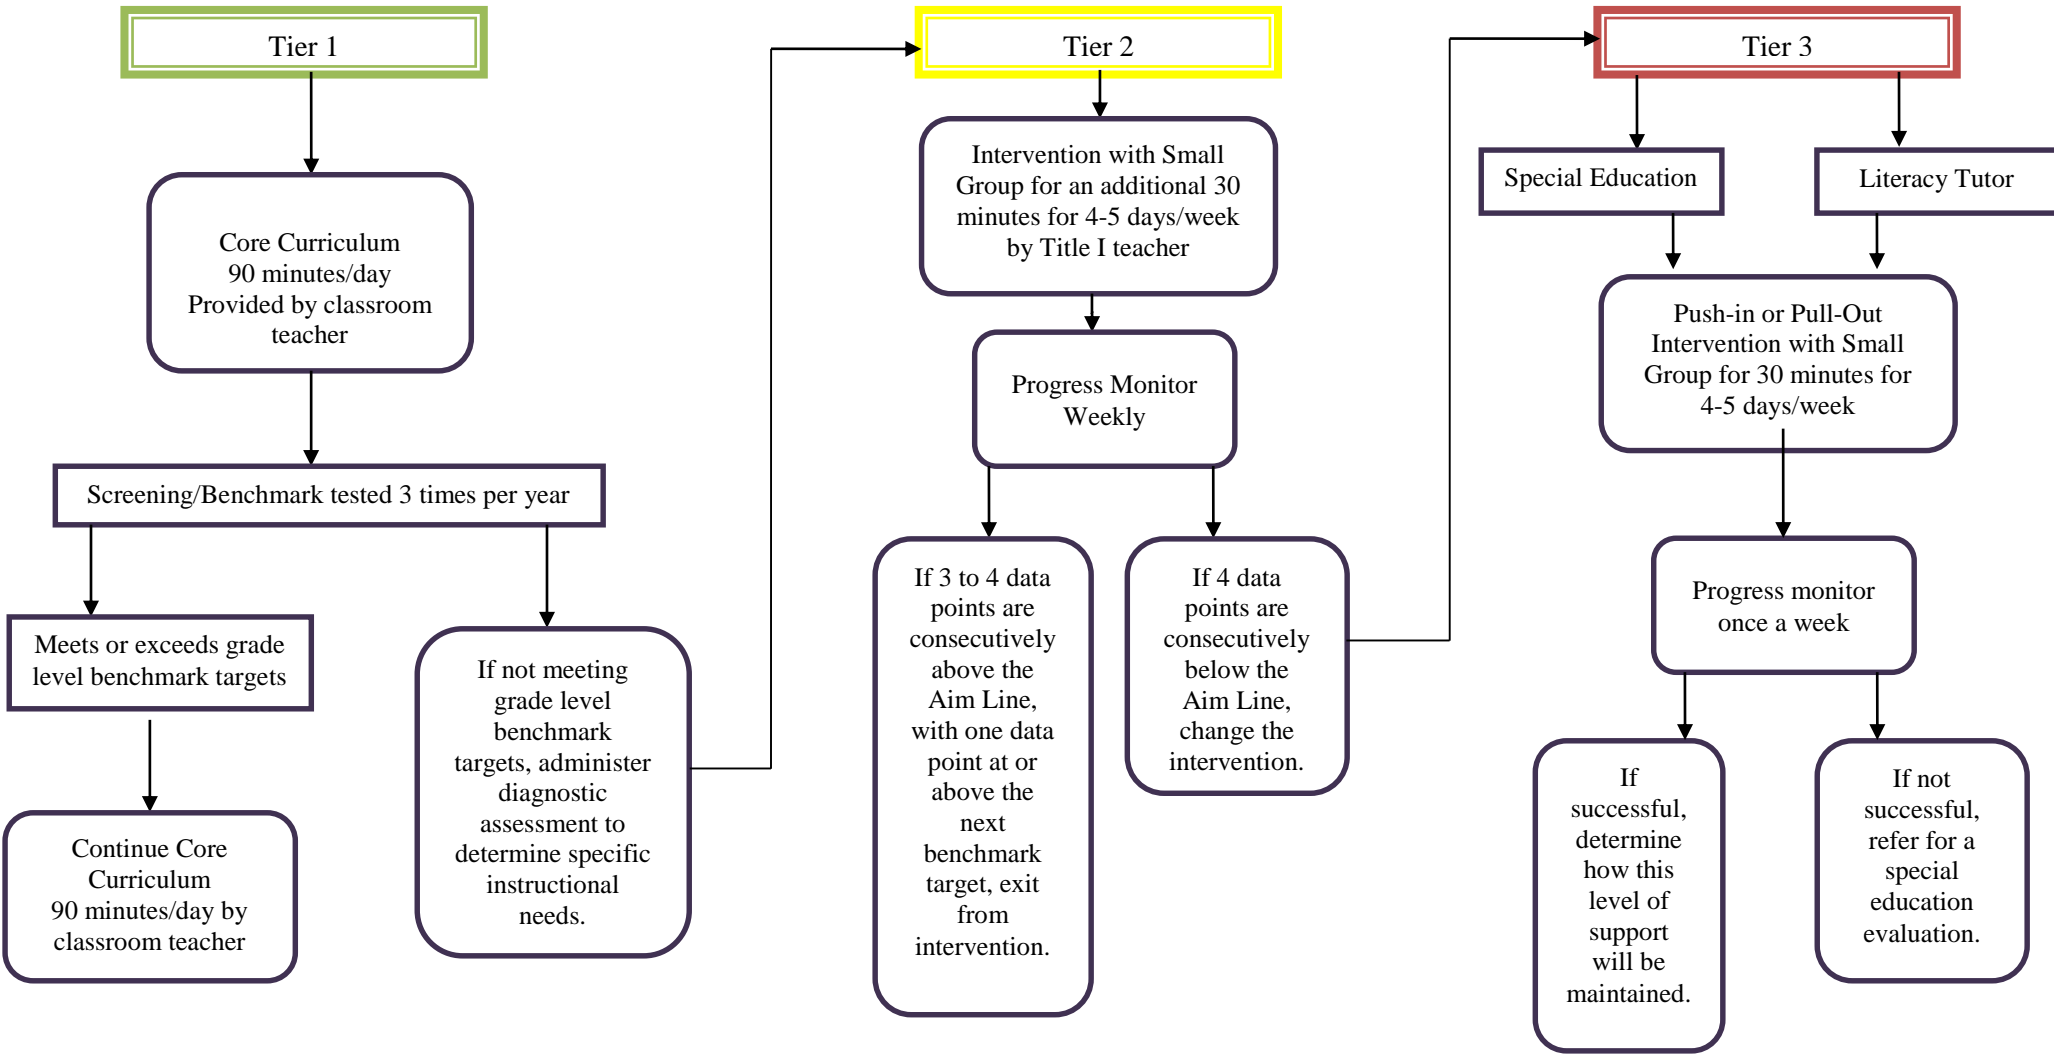 Tier 1
Core Curriculum
90 minutes/day
Provided by classroom
teacher
Screening/Benchmark tested 3 times per year
Meets or exceeds grade
level benchmark targets
Continue Core
Curriculum
90 minutes/day by
classroom teacher
If not meeting
grade level
benchmark
targets, administer
diagnostic
assessment to
determine specific
instructional
needs.
Tier 2
Intervention with Small
Group for an additional 30
minutes for 4-5 days/week
by Title I teacher
Progress Monitor
Weekly
If 3 to 4 data
points are
consecutively
above the
Aim Line,
with one data
point at or
above the
next
benchmark
target, exit
from
intervention.
If 4 data
points are
consecutively
below the
Aim Line,
change the
intervention.
Tier 3
Special Education
Literacy Tutor
Push-in or Pull-Out
Intervention with Small
Group for 30 minutes for
4-5 days/week
Progress monitor
once a week
If
successful,
determine
how this
level of
support
will be
maintained.
If not
successful,
refer for a
special
education
evaluation.